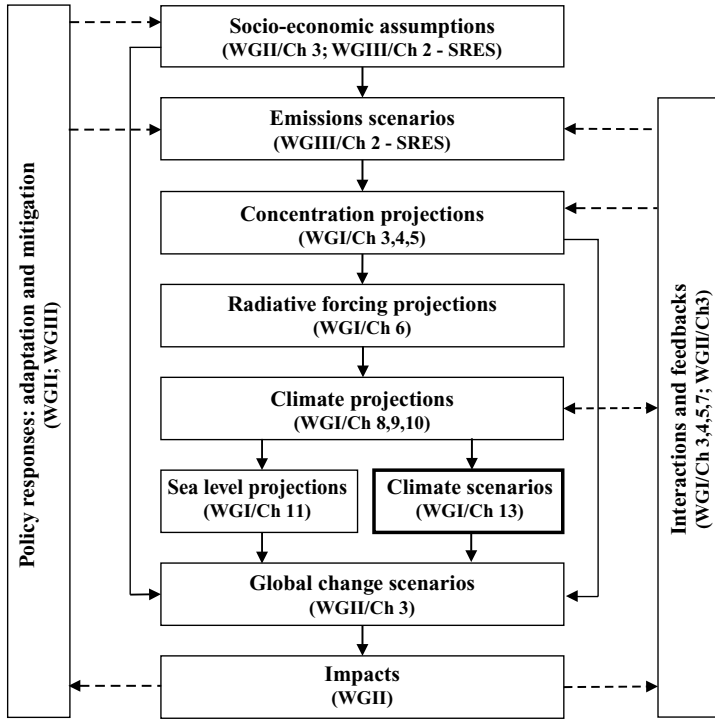 Socio-economic assumptions
(WGII/Ch 3; WGIII/Ch 2 - SRES)
Emissions scenarios
(WGIII/Ch 2 - SRES)
Concentration projections
(WGI/Ch 3,4,5)
Radiative forcing projections
(WGI/Ch 6)
Climate projections
(WGI/Ch 8,9,10)
Sea level projections
(WGI/Ch 11)
Climate scenarios
(WGI/Ch 13)
Global change scenarios
(WGII/Ch 3)
Impacts
(WGII)
Policy responses: adaptation and mitigation
(WGII; WGIII)
Interactions and feedbacks
(WGI/Ch 3,4,5,7; WGII/Ch3)